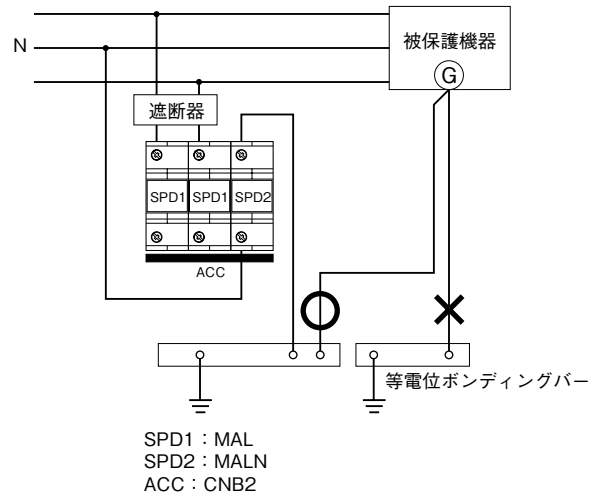 N
被保護機器
G
遮断器
SPD1
SPD1
SPD2
ACC
等電位ボンディングバー
SPD1：MAL
SPD2：MALN
ACC：CNB2